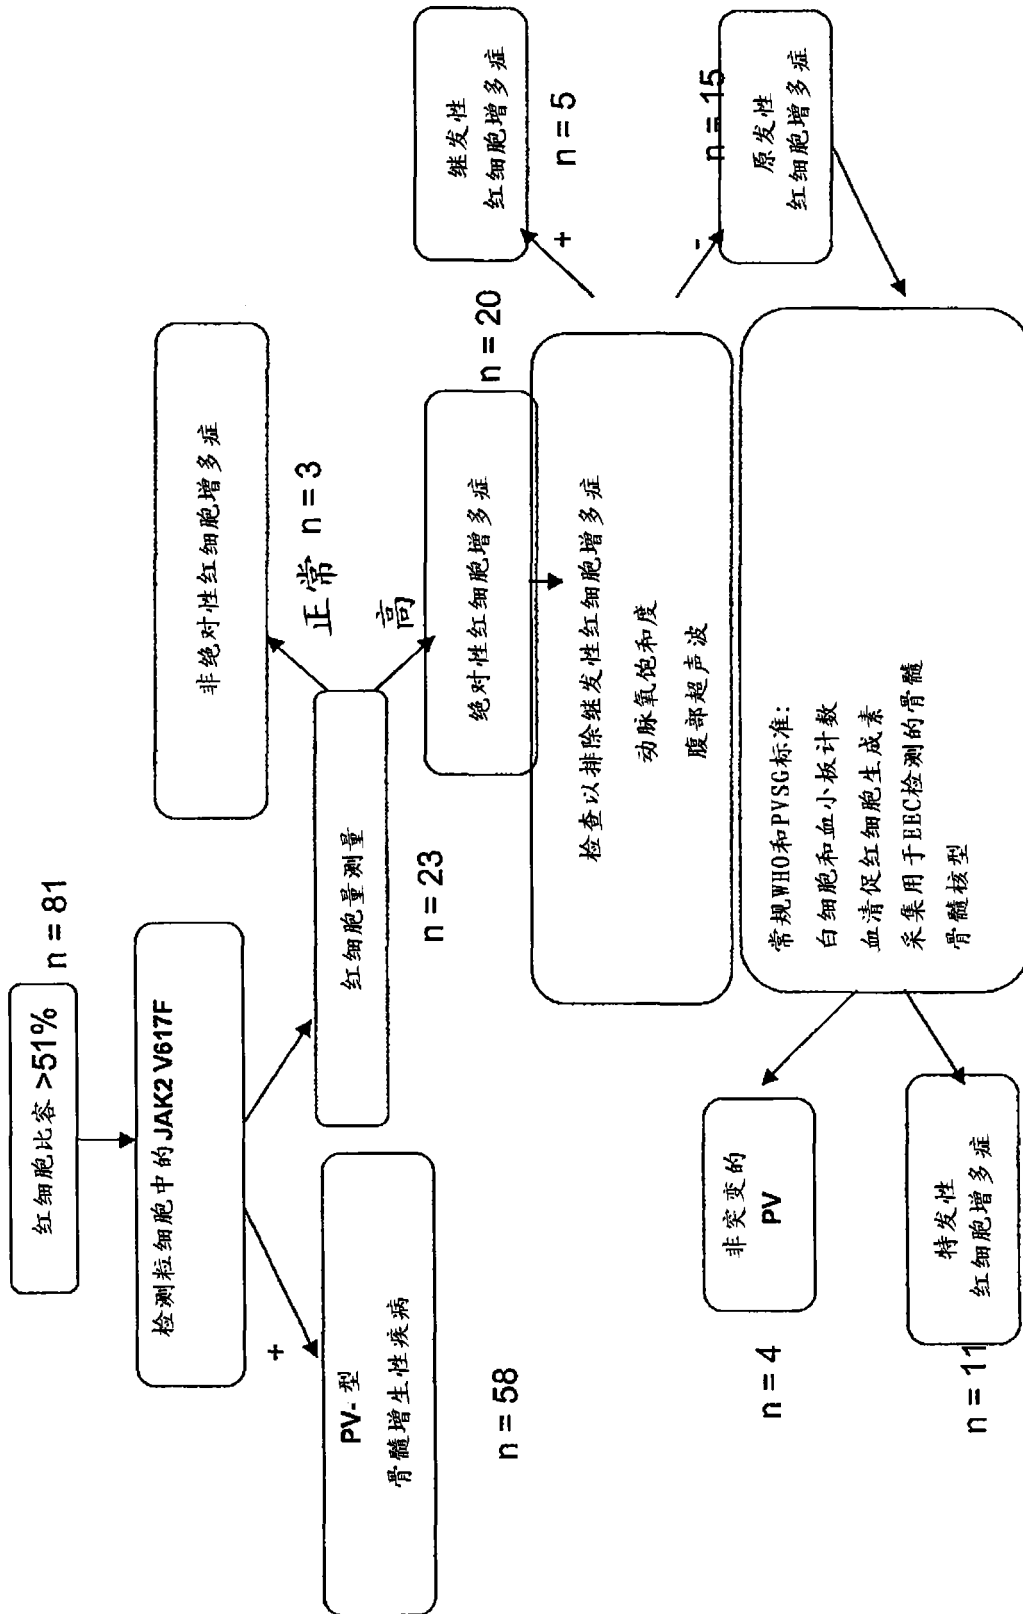 红细胞比容 >51%
n = 81
检测粒细胞中的JAK2 V617F
+
PV- 型
骨髓增生性疾病
n = 58
红细胞量测量
n = 23
正常
n = 3
非绝对性红细胞增多症
高
绝对性红细胞增多症
n = 20
检查以排除继发性红细胞增多症
动脉氧饱和度
腹部超声波
+
继发性
红细胞增多症
n = 5
-
n = 15
原发性
红细胞增多症
常规WHO和PVSG标准:
白细胞和血小板计数
血清促红细胞生成素
采集用于EEC检测的骨髓
骨髓核型
非突变的
PV
n = 4
特发性
红细胞增多症
n = 11